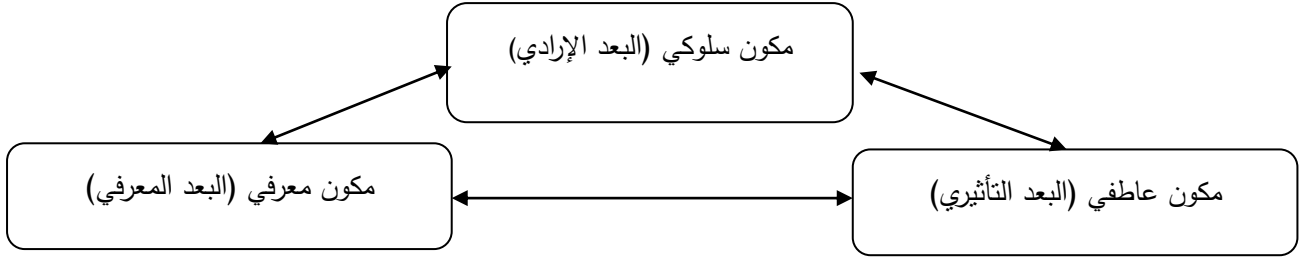 مكون سلوكي (البعد الإرادي)
مكون عاطفي (البعد التأثيري)
مكون معرفي (البعد المعرفي)